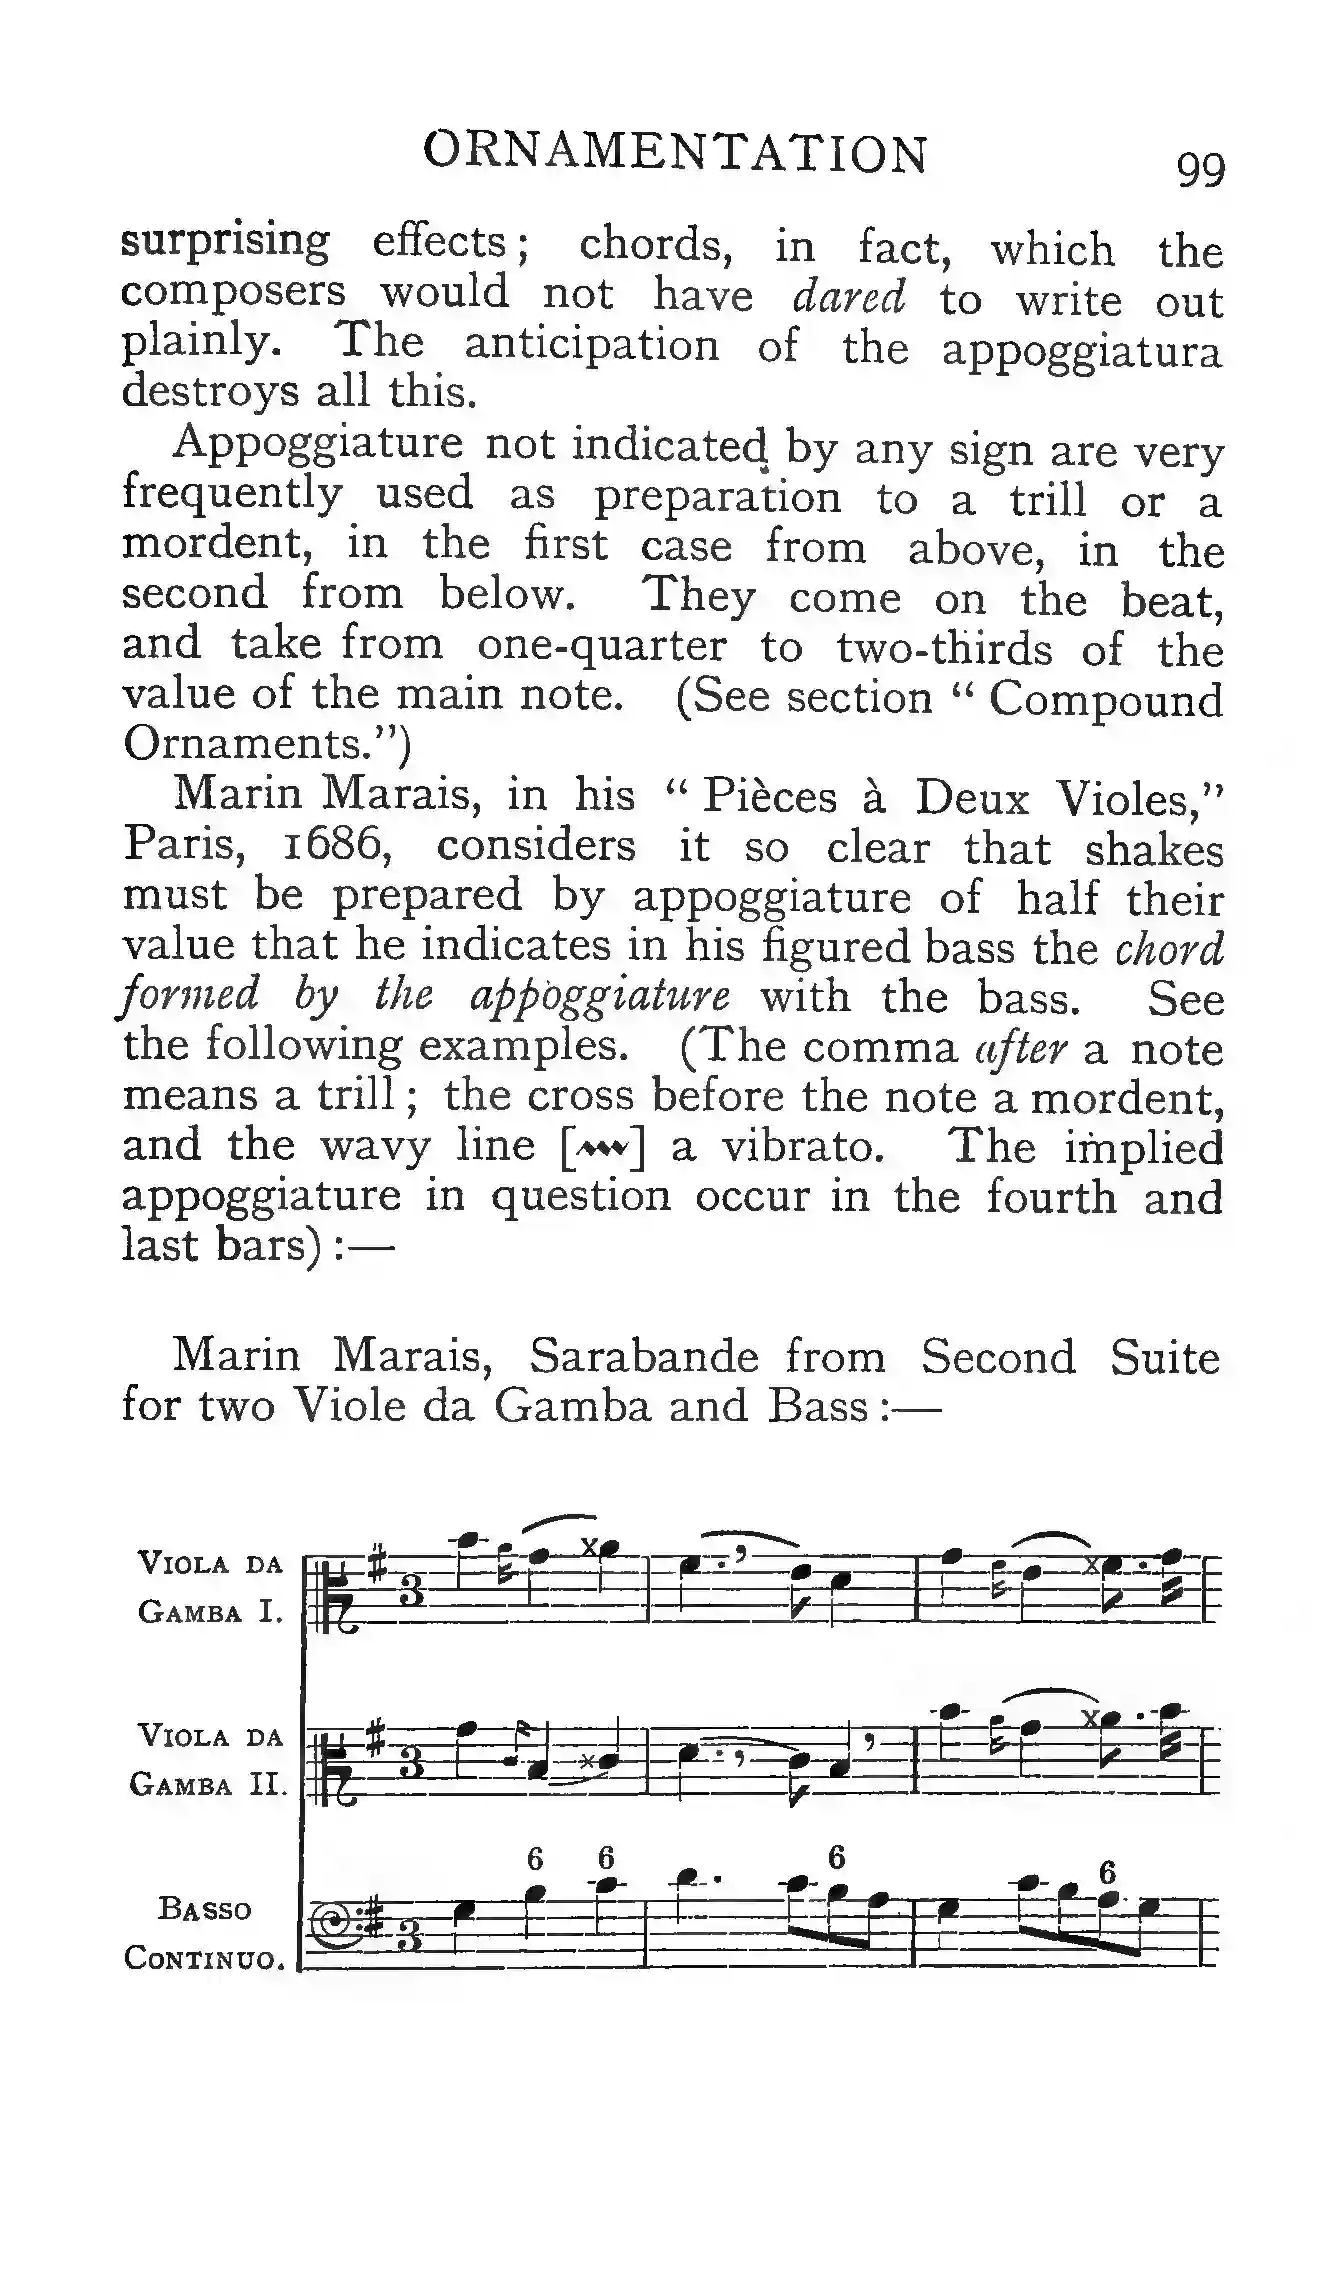 ORNAMENTATION 99
surprising effects; chords, in fact, which the
composers would not have dared to write out
plainly. The anticipation of the appoggiatura
destroys all this.
Appoggiature not indicated by any sign are very
frequently used as preparation to a trill or a
mordent, in the first case from above, in the
second from below. They come on the beat,
and take from one-quarter to two-thirds of the
value of the main note. (See section “ Compound
Ornaments.”)
Marin Marais, in his “ Pièces à Deux Violes,”
Paris, 1686, considers it so clear that shakes
must be prepared by appoggiature of half their
value that he indicates in his figured bass the chord
formed by the appoggiature with the bass. See
the following examples. (The comma after a note
means a trill; the cross before the note a mordent,
and the wavy line [] a vibrato. The implied
appoggiature in question occur in the fourth and
last bars) :—
Marin Marais, Sarabande from Second Suite
for two Viole da Gamba and Bass :—
VIOLA DA
GAMBA I.
3
VIOLA DA
GAMBA II.
3
6 6 6 6
BASSO
CONTINUO.
3